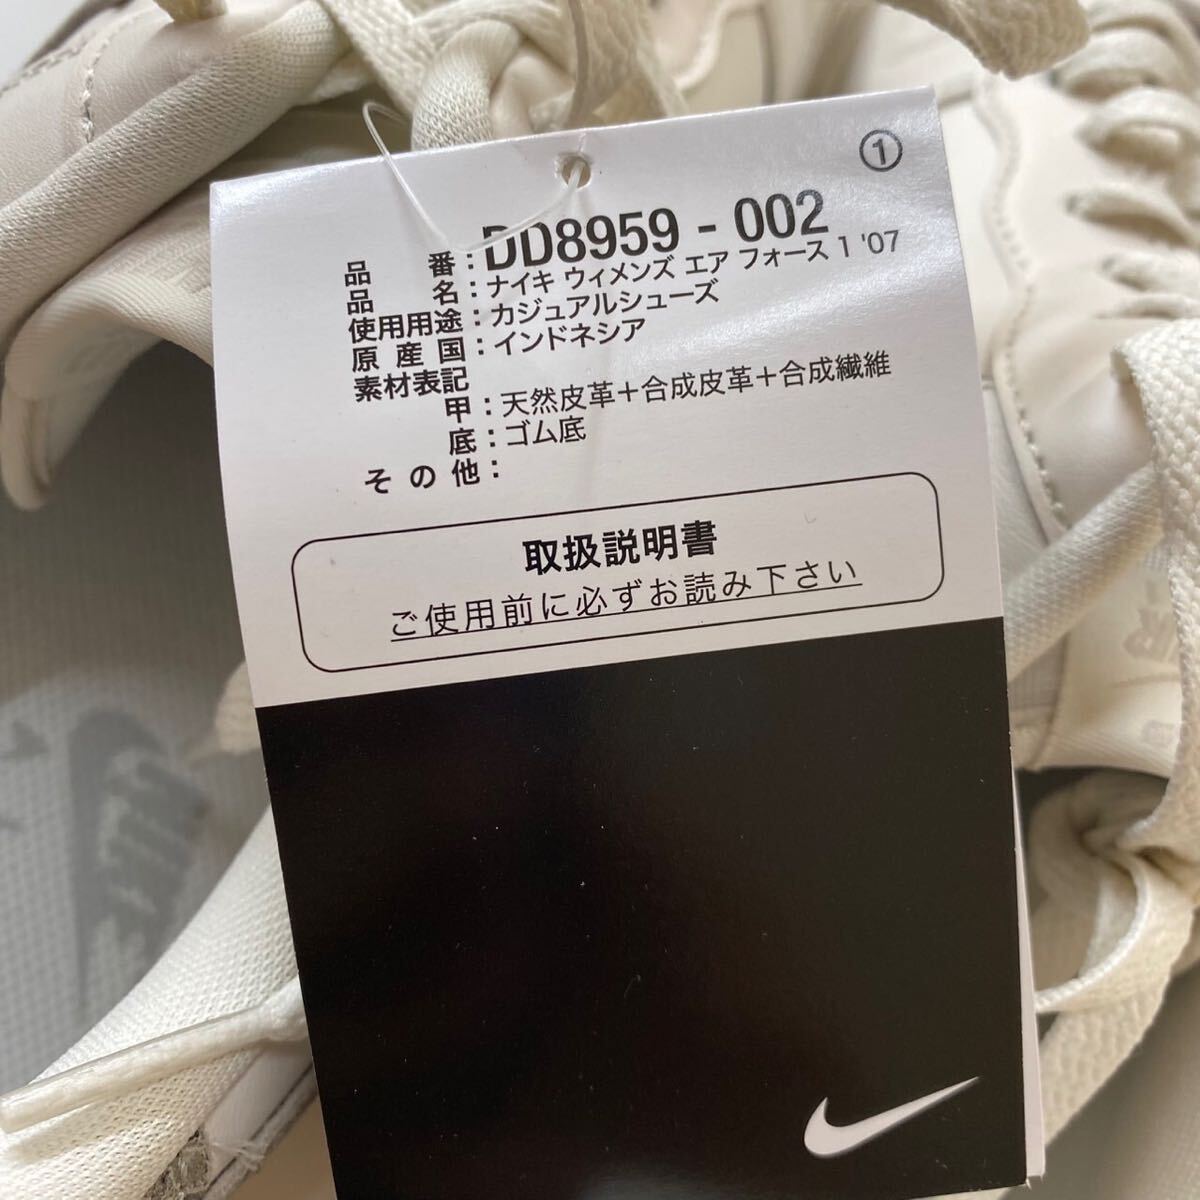 ①
品番：DD8959-002
品名：ナイキ ウィメンズ エア フォース 1 '07
使用用途：カジュアルシューズ
原産国：インドネシア
素材表記
甲：天然皮革＋合成皮革＋合成繊維
底：ゴム底
その他：
取扱説明書
ご使用前に必ずお読み下さい